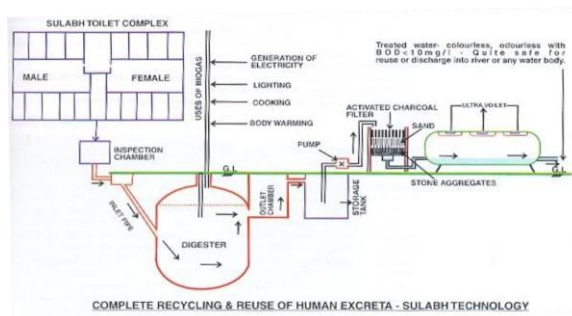 SULABH TOILET COMPLEX
MALE
FEMALE
INSPECTION
CHAMBER
INLET PIPE
USES OF BIOGAS
GENERATION OF
ELECTRICITY
LIGHTING
COOKING
BODY WARMING
G.L
DIGESTER
OUTLET
CHAMBER
STORAGE
TANK
PUMP
X
ACTIVATED CHARCOAL
FILTER
SAND
STONE AGGREGATES
ULTRA VOILET
Treated water- colourless, odourless with
BOD<10mg/l - Quite safe for
reuse or discharge into river or any water body.
G.L
COMPLETE RECYCLING & REUSE OF HUMAN EXCRETA - SULABH TECHNOLOGY